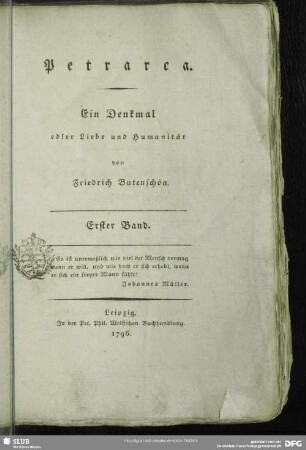 Petrarca.
Ein Denkmal
edler Liebe und Humanität
von
Friedrich Butenschön.
Erster Band.
Es ist unermeßlich wie viel der Mensch vermag
wenn er will, und wie hoch er sich erhebt, wenn
er sich ein freyer Mann fühlt!
Johannes Müller.
Leipzig,
In der Pet. Phil. Wolfischen Buchhandlung.
1796.
SLUB
DFG